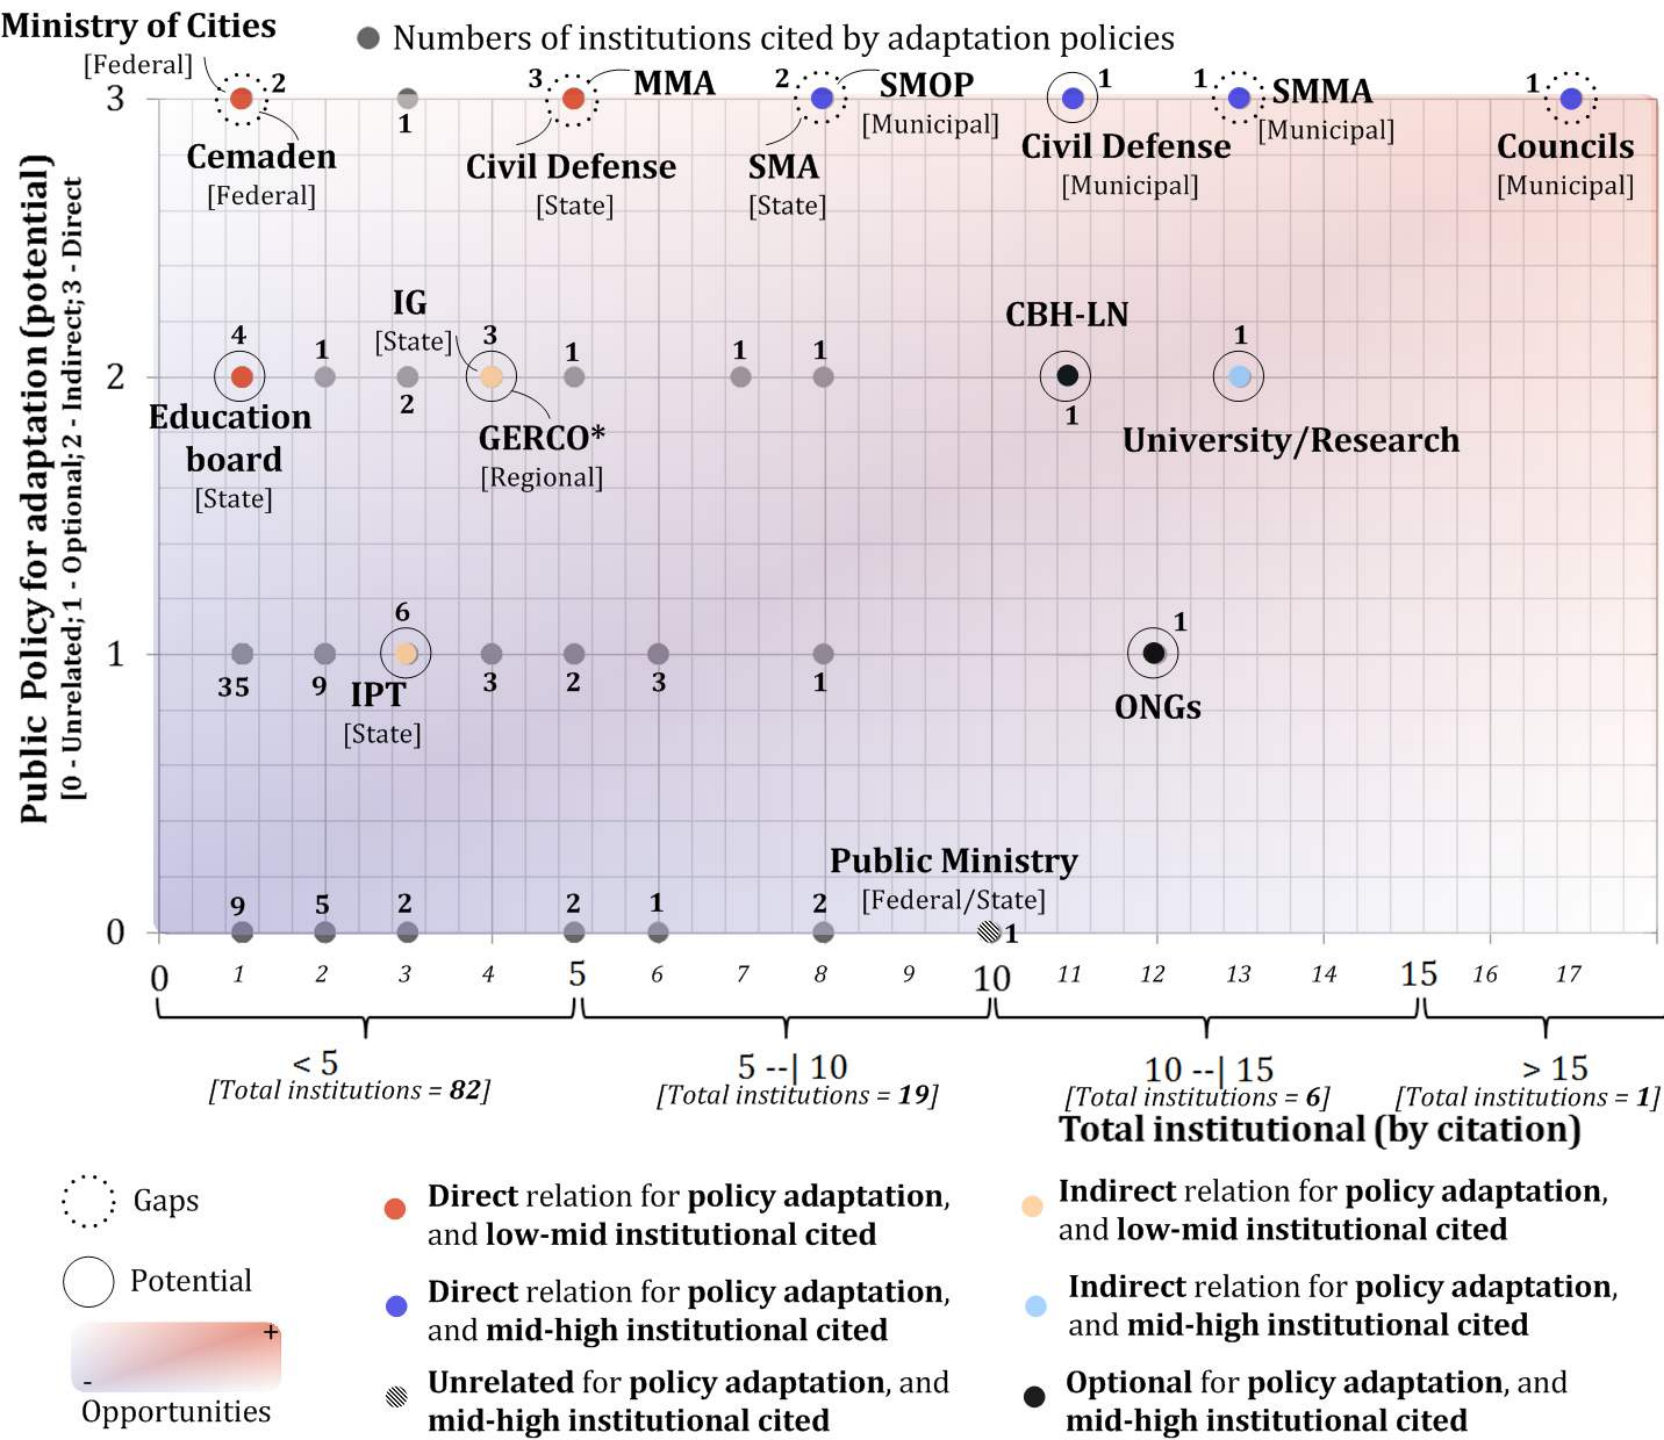 Ministry of Cities
[Federal]
Numbers of institutions cited by adaptation policies
2
3
MMA
2
SMOP
[Municipal]
1
1
SMMA
[Municipal]
1
3
1
Cemaden
[Federal]
Civil Defense
[State]
SMA
[State]
Civil Defense
[Municipal]
Councils
[Municipal]
Public Policy for adaptation (potential)
[0 - Unrelated; 1 - Optional; 2 - Indirect; 3 - Direct
IG
[State]
CBH-LN
4
1
3
1
1
1
1
2
2
1
Education
board
[State]
GERCO*
[Regional]
University/Research
6
1
1
35
9
3
2
3
1
IPT
[State]
ONGs
Public Ministry
[Federal/State]
9
5
2
2
1
2
0
1
0
1
2
3
4
5
6
7
8
9
10
11
12
13
14
15
16
17
< 5
[Total institutions = 82]
5 --| 10
[Total institutions = 19]
10 --| 15
[Total institutions = 6]
> 15
[Total institutions = 1]
Total institutional (by citation)
Gaps
Potential
+
-
Opportunities
Direct relation for policy adaptation,
and low-mid institutional cited
Direct relation for policy adaptation,
and mid-high institutional cited
Unrelated for policy adaptation, and
mid-high institutional cited
Indirect relation for policy adaptation,
and low-mid institutional cited
Indirect relation for policy adaptation,
and mid-high institutional cited
Optional for policy adaptation, and
mid-high institutional cited